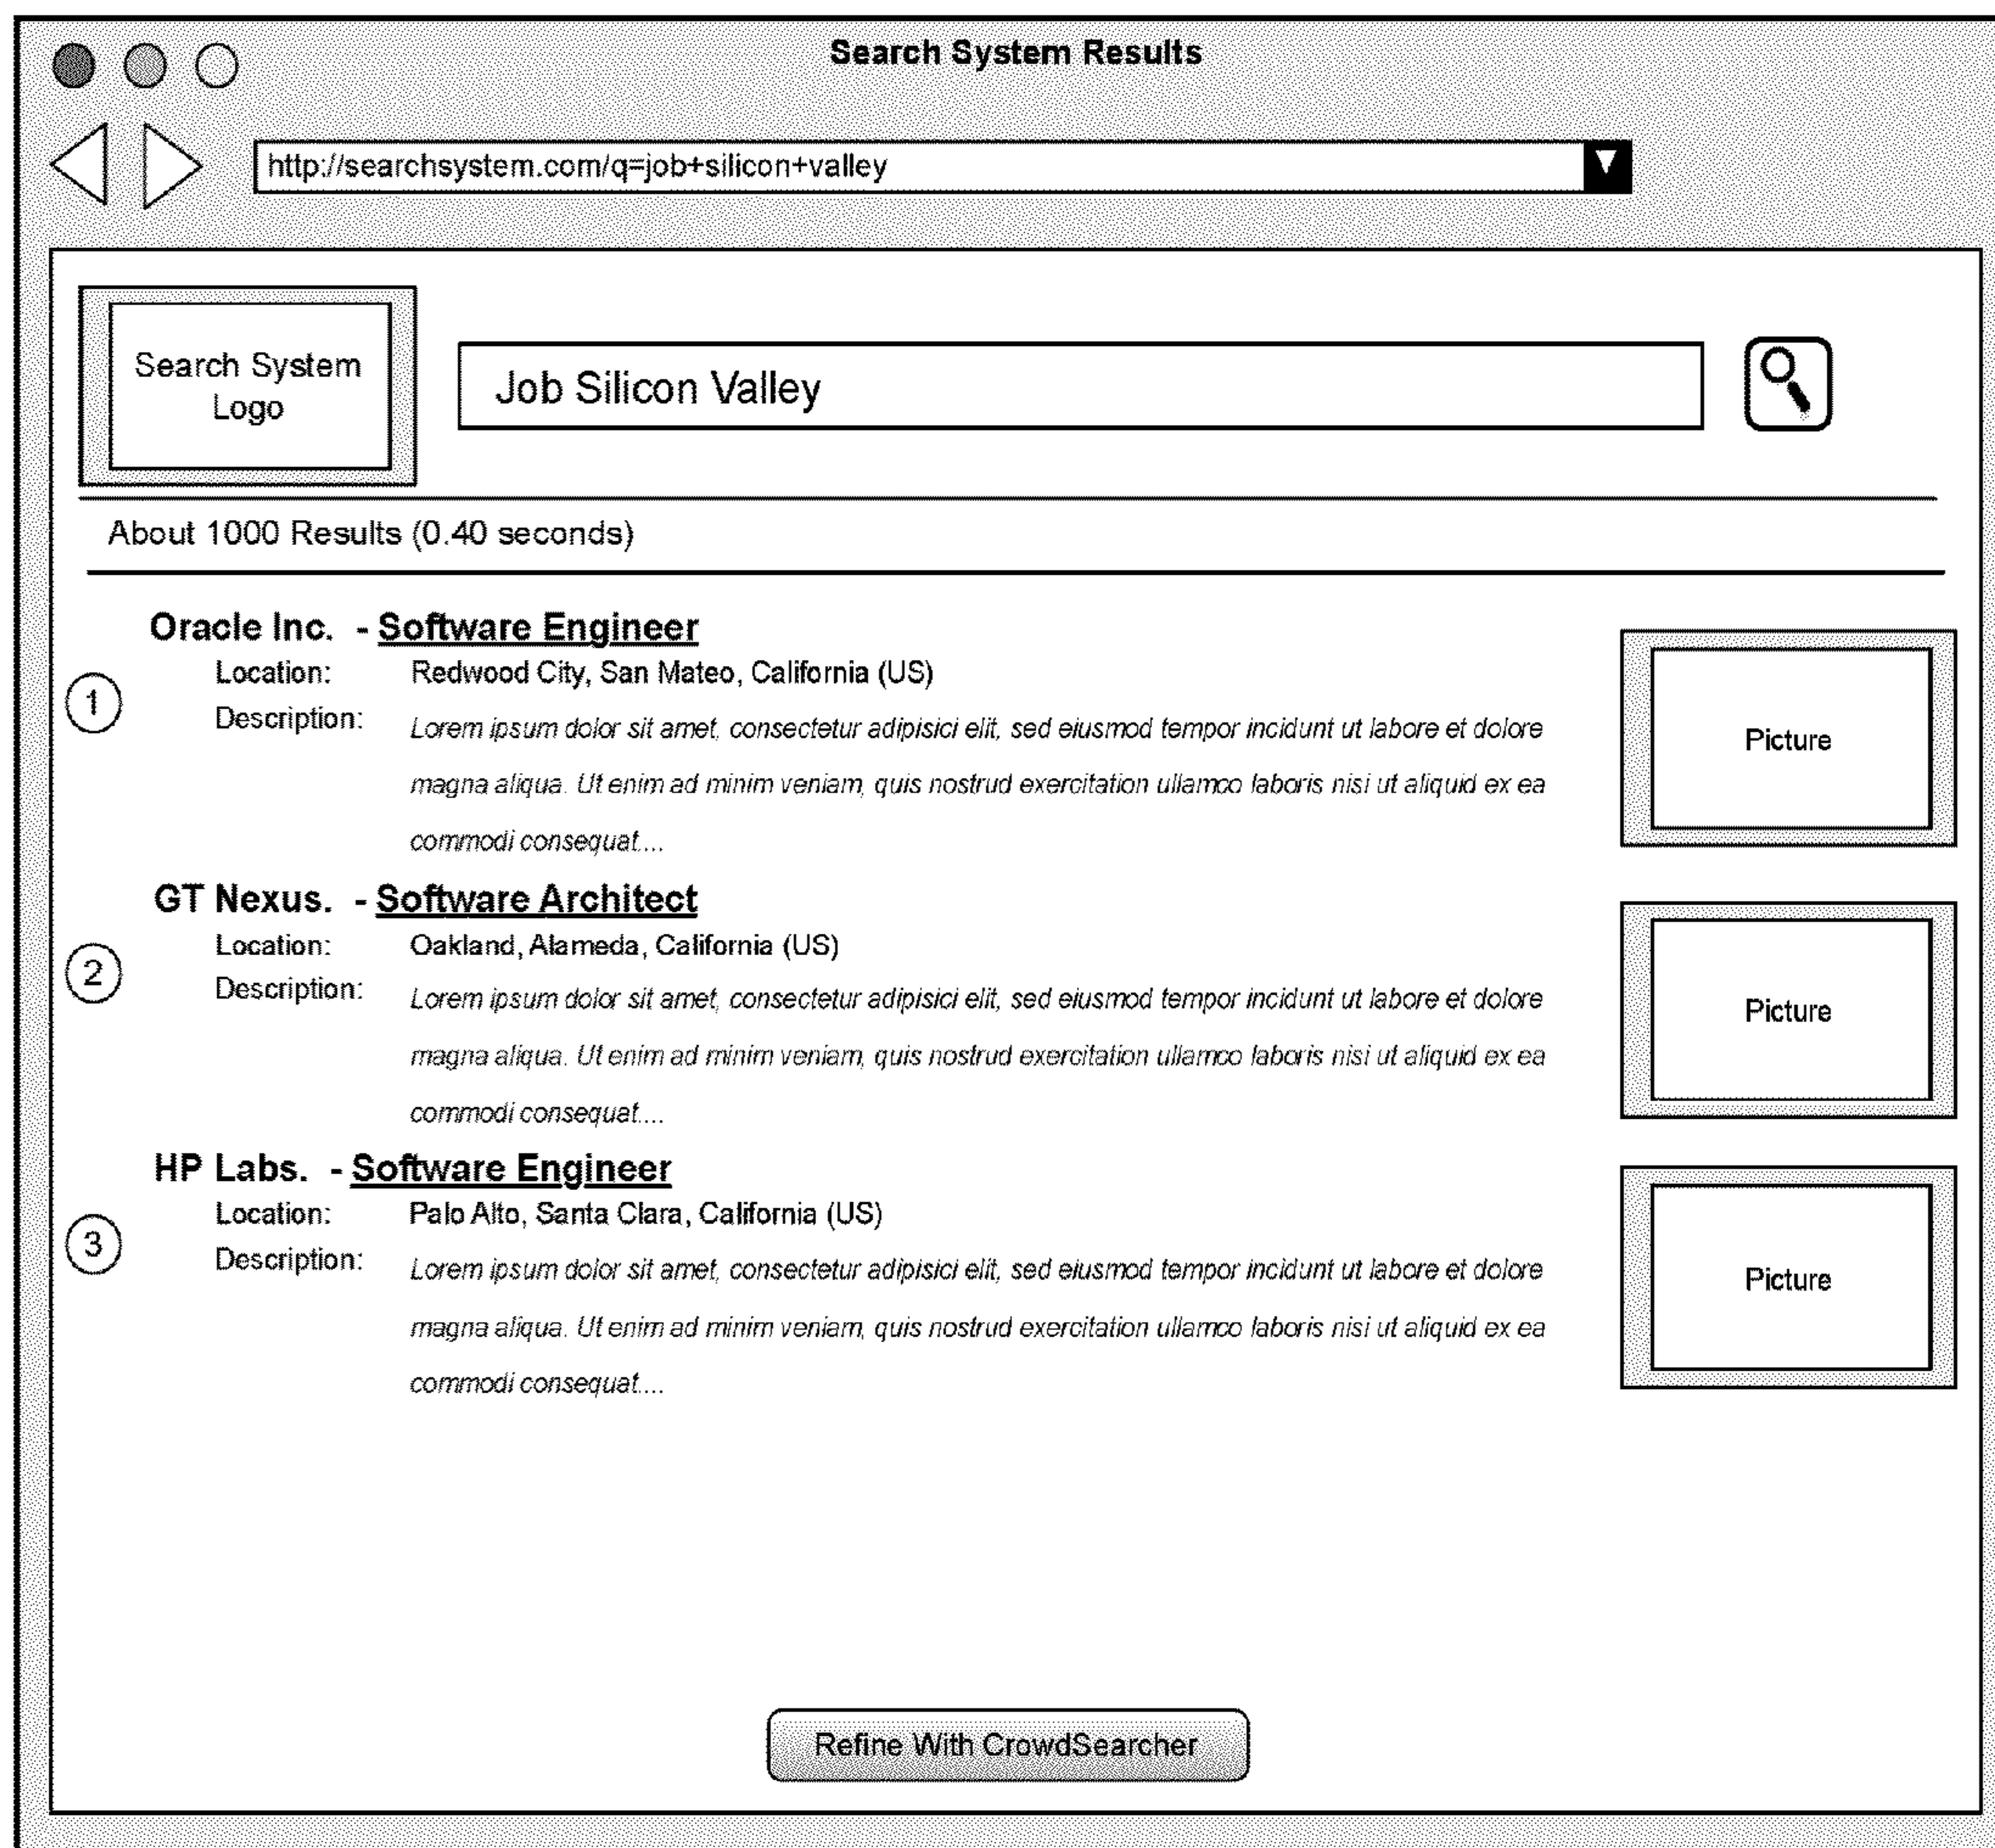 Search System Results
http://searchsystem.com/q=job+silicon+valley
Search System
Logo
Job Silicon Valley
About 1000 Results (0.40 seconds)
Oracle Inc. - Software Engineer
1
Location: Redwood City, San Mateo, California (US)
Description: Lorem ipsum dolor sit amet, consectetur adipisici elit, sed eiusmod tempor incidunt ut labore et dolore
magna aliqua. Ut enim ad minim veniam, quis nostrud exercitation ullamco laboris nisi ut aliquid ex ea
commodi consequat....
Picture
GT Nexus. - Software Architect
2
Location: Oakland, Alameda, California (US)
Description: Lorem ipsum dolor sit amet, consectetur adipisici elit, sed eiusmod tempor incidunt ut labore et dolore
magna aliqua. Ut enim ad minim veniam, quis nostrud exercitation ullamco laboris nisi ut aliquid ex ea
commodi consequat....
Picture
HP Labs. - Software Engineer
3
Location: Palo Alto, Santa Clara, California (US)
Description: Lorem ipsum dolor sit amet, consectetur adipisici elit, sed eiusmod tempor incidunt ut labore et dolore
magna aliqua. Ut enim ad minim veniam, quis nostrud exercitation ullamco laboris nisi ut aliquid ex ea
commodi consequat....
Picture
Refine With CrowdSearcher